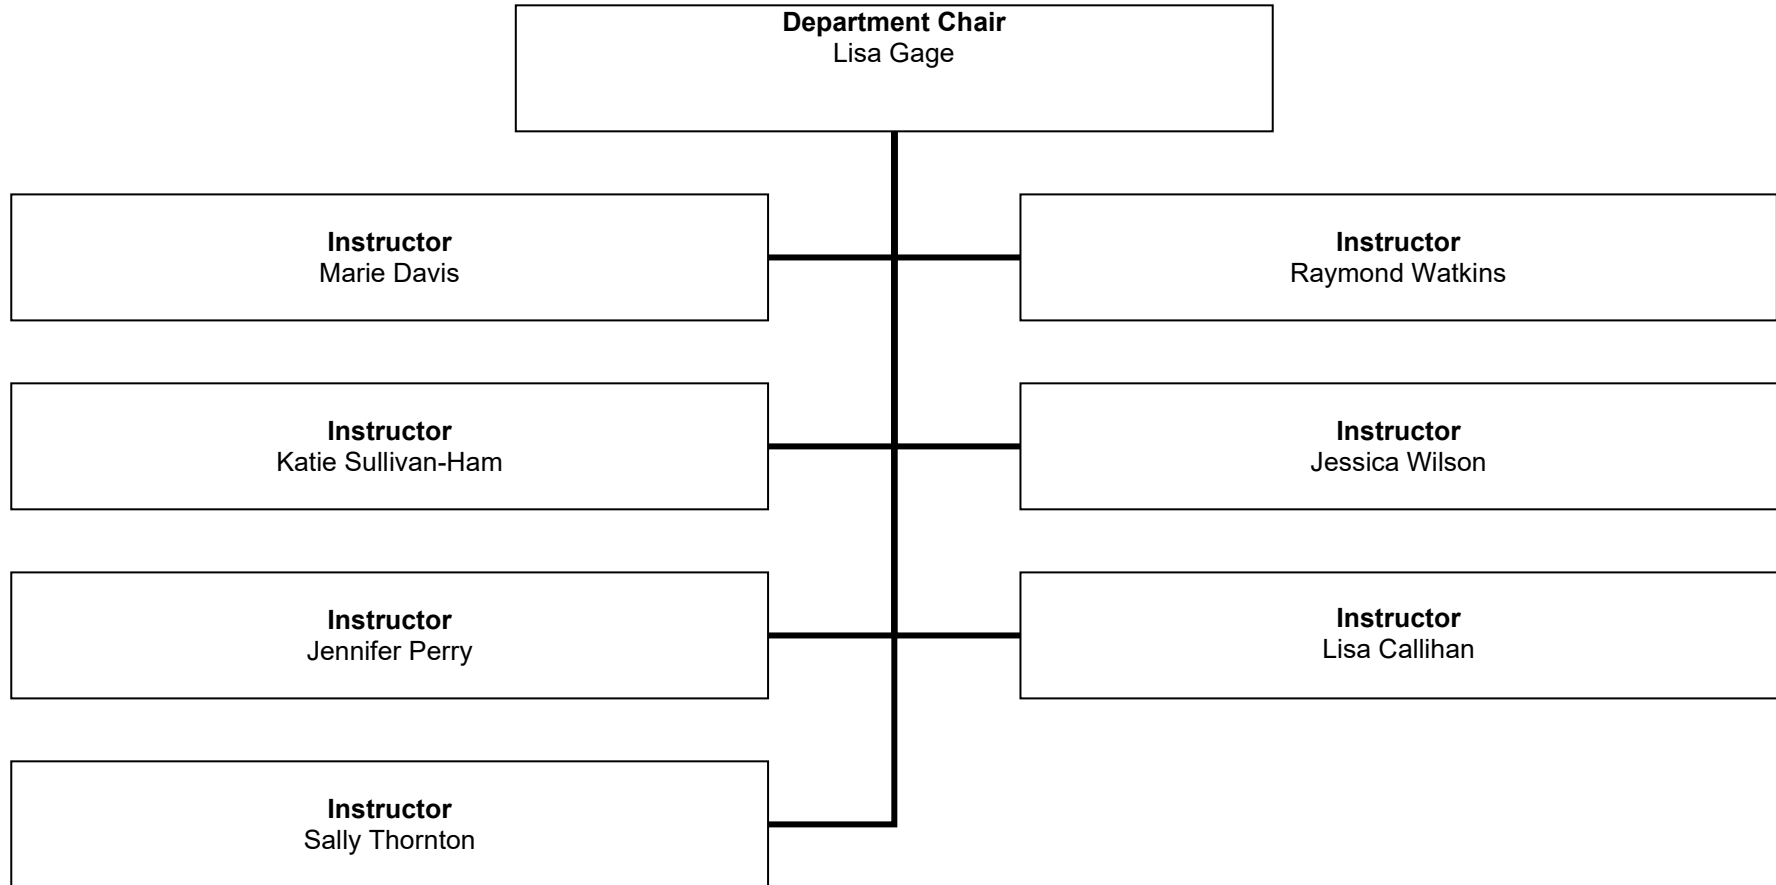 Department Chair
Lisa Gage
Instructor
Marie Davis
Instructor
Raymond Watkins
Instructor
Katie Sullivan-Ham
Instructor
Jessica Wilson
Instructor
Jennifer Perry
Instructor
Lisa Callihan
Instructor
Sally Thornton